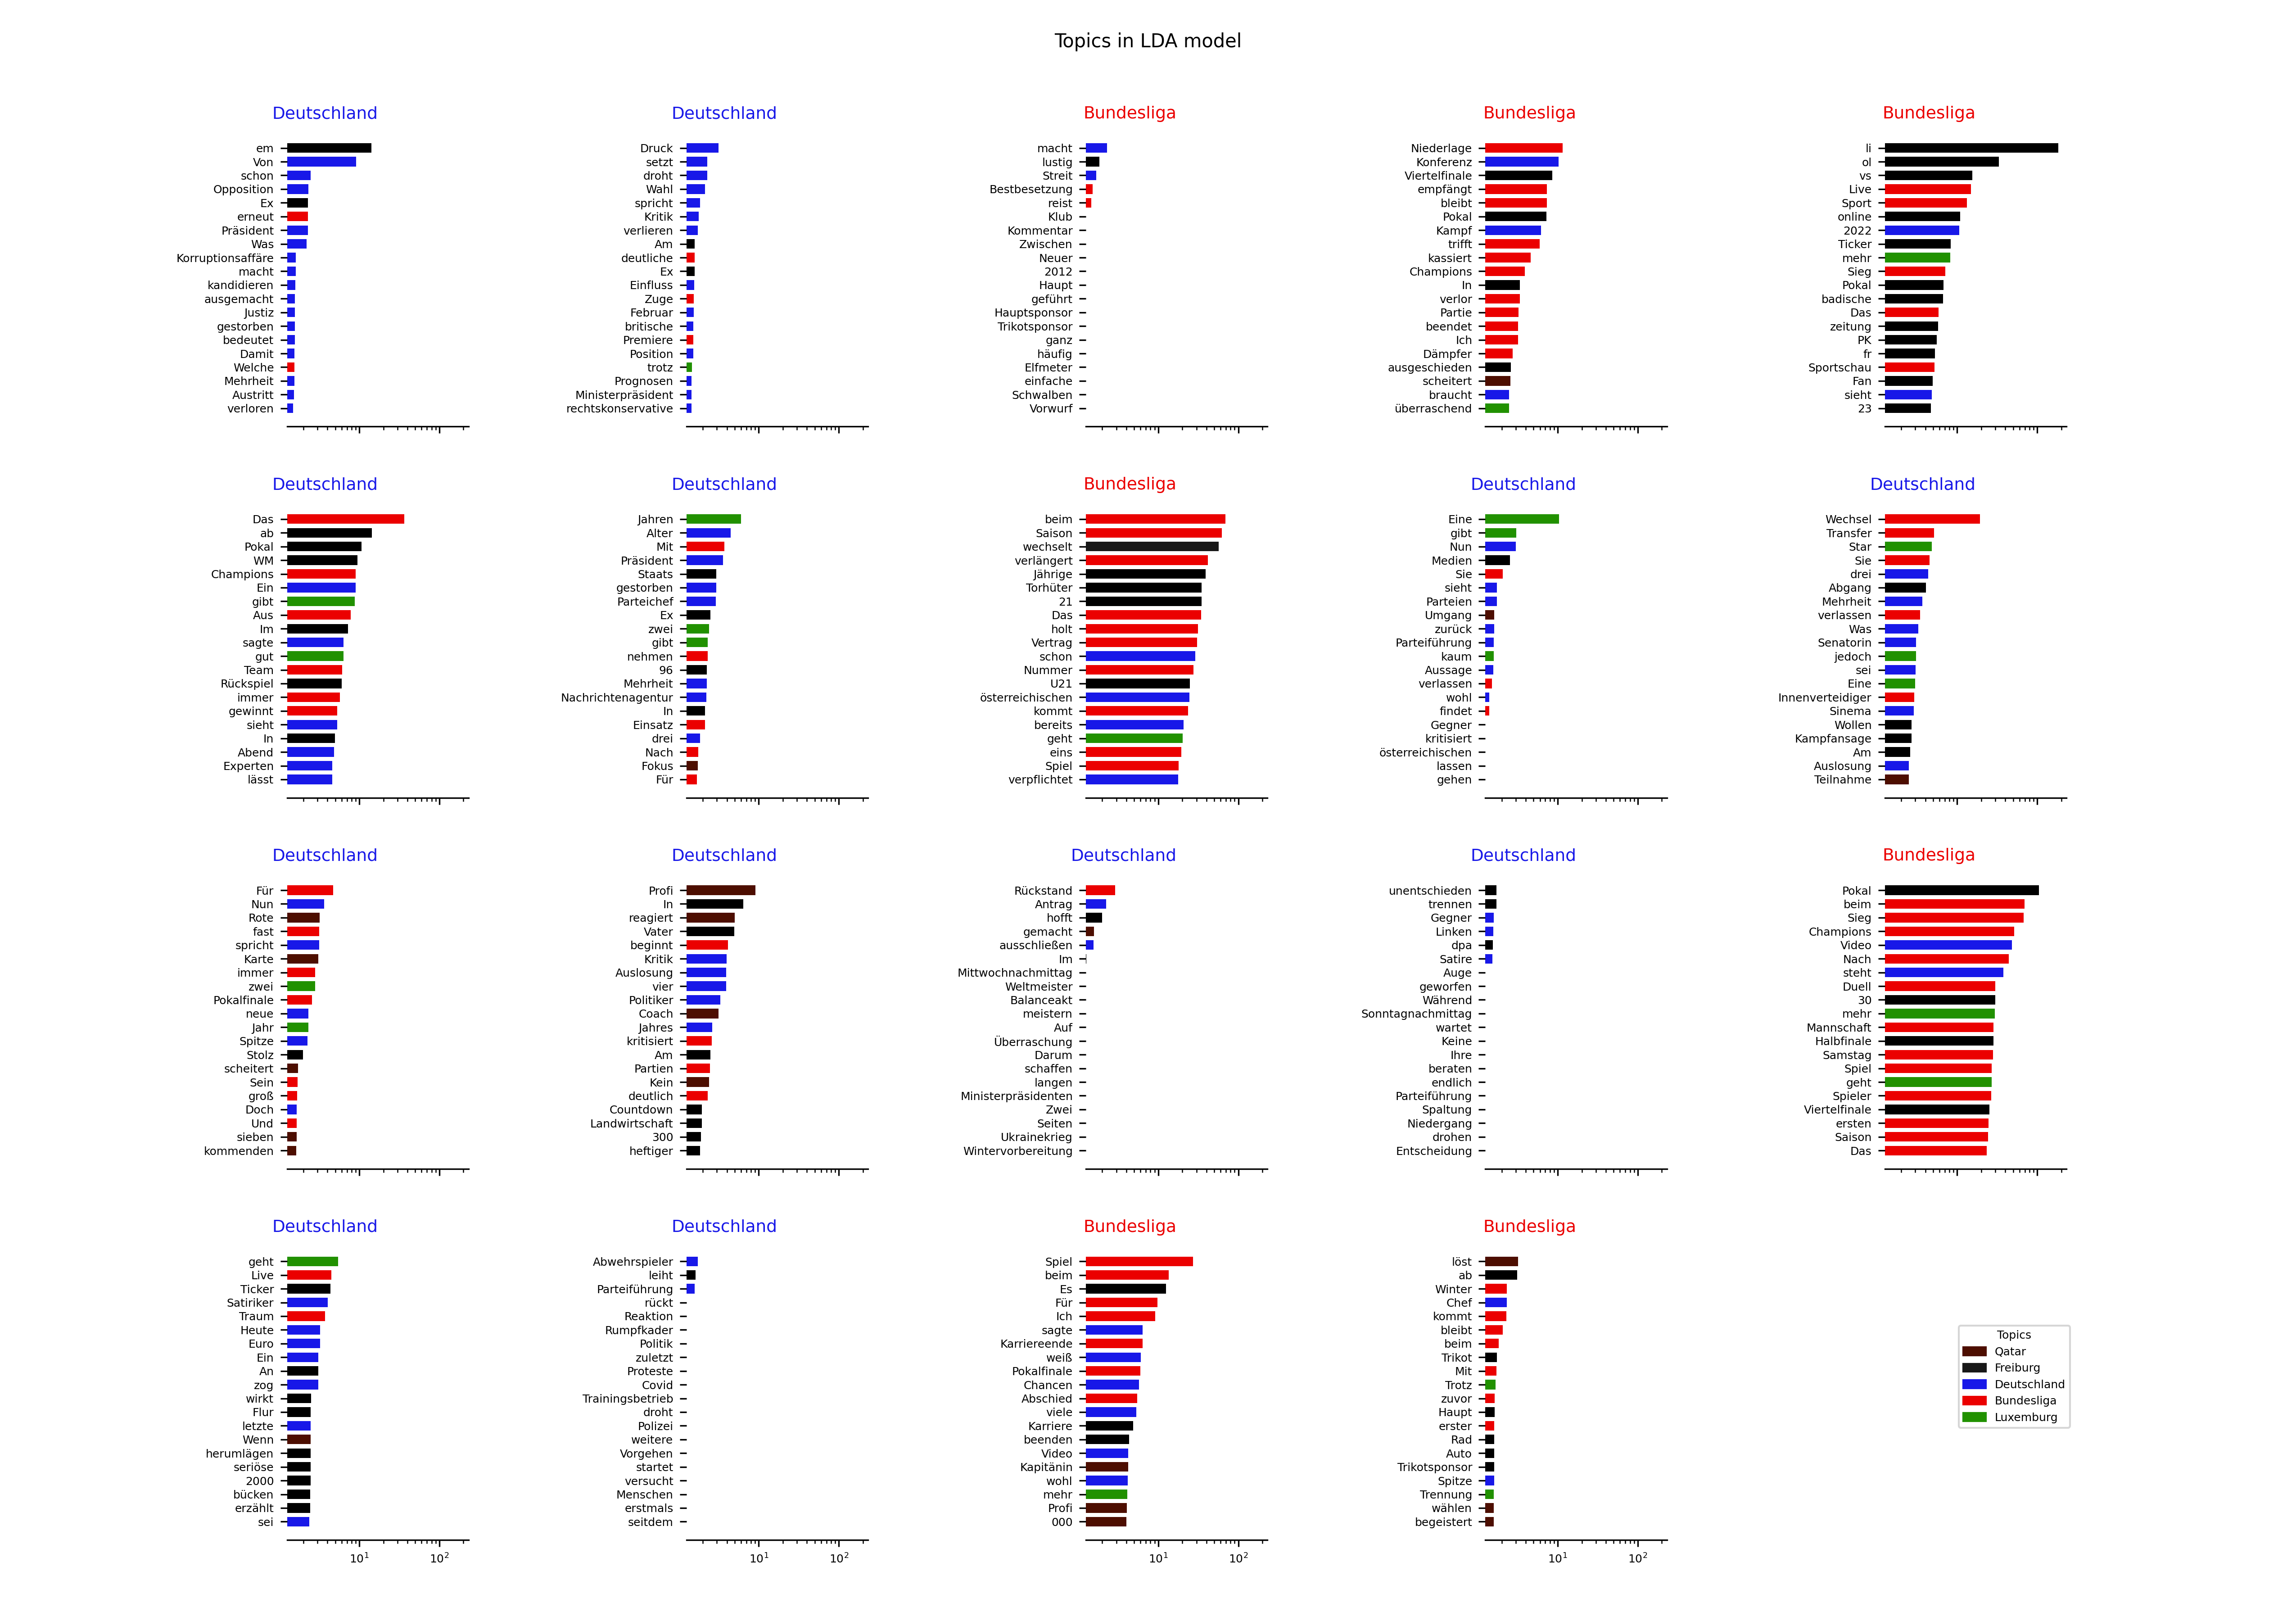 Topics in LDA model
Deutschland
em
Von
schon
Opposition
Ex
erneut
Präsident
Was
Korruptionsaffäre
macht
kandidieren
ausgemacht
Justiz
gestorben
bedeutet
Damit
Welche
Mehrheit
Austritt
verloren
Deutschland
Druck
setzt
droht
Wahl
spricht
Kritik
verlieren
Am
deutliche
Ex
Einfluss
Zuge
Februar
britische
Premiere
Position
trotz
Prognosen
Ministerpräsident
rechtskonservative
Bundesliga
macht
lustig
Streit
Bestbesetzung
reist
Klub
Kommentar
Zwischen
Neuer
2012
Haupt
geführt
Hauptsponsor
Trikotsponsor
ganz
häufig
Elfmeter
einfache
Schwalben
Vorwurf
Bundesliga
Niederlage
Konferenz
Viertelfinale
empfängt
bleibt
Pokal
Kampf
trifft
kassiert
Champions
In
verlor
Partie
beendet
Ich
Dämpfer
ausgeschieden
scheitert
braucht
überraschend
Bundesliga
li
ol
vs
Live
Sport
online
2022
Ticker
mehr
Sieg
Pokal
badische
Das
zeitung
PK
fr
Sportschau
Fan
sieht
23
Deutschland
Das
ab
Pokal
WM
Champions
Ein
gibt
Aus
Im
sagte
gut
Team
Rückspiel
immer
gewinnt
sieht
In
Abend
Experten
lässt
Deutschland
Jahren
Alter
Mit
Präsident
Staats
gestorben
Parteichef
Ex
zwei
gibt
nehmen
96
Mehrheit
Nachrichtenagentur
In
Einsatz
drei
Nach
Fokus
Für
Bundesliga
beim
Saison
wechselt
verlängert
Jährige
Torhüter
21
Das
holt
Vertrag
schon
Nummer
U21
österreichischen
kommt
bereits
geht
eins
Spiel
verpflichtet
Deutschland
Eine
gibt
Nun
Medien
Sie
sieht
Parteien
Umgang
zurück
Parteiführung
kaum
Aussage
verlassen
wohl
findet
Gegner
kritisiert
österreichischen
lassen
gehen
Deutschland
Wechsel
Transfer
Star
Sie
drei
Abgang
Mehrheit
verlassen
Was
Senatorin
jedoch
sei
Eine
Innenverteidiger
Sinema
Wollen
Kampfansage
Am
Auslosung
Teilnahme
Deutschland
Für
Nun
Rote
fast
spricht
Karte
immer
zwei
Pokalfinale
neue
Jahr
Spitze
Stolz
scheitert
Sein
groß
Doch
Und
sieben
kommenden
Deutschland
Profi
In
reagiert
Vater
beginnt
Kritik
Auslosung
vier
Politiker
Coach
Jahres
kritisiert
Am
Partien
Kein
deutlich
Countdown
Landwirtschaft
300
heftiger
Deutschland
Rückstand
Antrag
hofft
gemacht
ausschließen
Im
Mittwochnachmittag
Weltmeister
Balanceakt
meistern
Auf
Überraschung
Darum
schaffen
langen
Ministerpräsidenten
Zwei
Seiten
Ukrainekrieg
Wintervorbereitung
Deutschland
unentschieden
trennen
Gegner
Linken
dpa
Satire
Auge
geworfen
Während
Sonntagnachmittag
wartet
Keine
Ihre
beraten
endlich
Parteiführung
Spaltung
Niedergang
drohen
Entscheidung
Bundesliga
Pokal
beim
Sieg
Champions
Video
Nach
steht
Duell
30
mehr
Mannschaft
Halbfinale
Samstag
Spiel
geht
Spieler
Viertelfinale
ersten
Saison
Das
Deutschland
geht
Live
Ticker
Satiriker
Traum
Heute
Euro
Ein
An
zog
wirkt
Flur
letzte
Wenn
herumlägen
seriöse
2000
bücken
erzählt
sei
10¹ 10²
Deutschland
Abwehrspieler
leiht
Parteiführung
rückt
Reaktion
Rumpfkader
Politik
zuletzt
Proteste
Covid
Trainingsbetrieb
droht
Polizei
weitere
Vorgehen
startet
versucht
Menschen
erstmals
seitdem
10¹ 10²
Bundesliga
Spiel
beim
Es
Für
Ich
sagte
Karriereende
weiß
Pokalfinale
Chancen
Abschied
viele
Karriere
beenden
Video
Kapitänin
wohl
mehr
Profi
000
10¹ 10²
Bundesliga
löst
ab
Winter
Chef
kommt
bleibt
beim
Trikot
Mit
Trotz
zuvor
Haupt
erster
Rad
Auto
Trikotsponsor
Spitze
Trennung
wählen
begeistert
10¹ 10²
Topics
Qatar
Freiburg
Deutschland
Bundesliga
Luxemburg